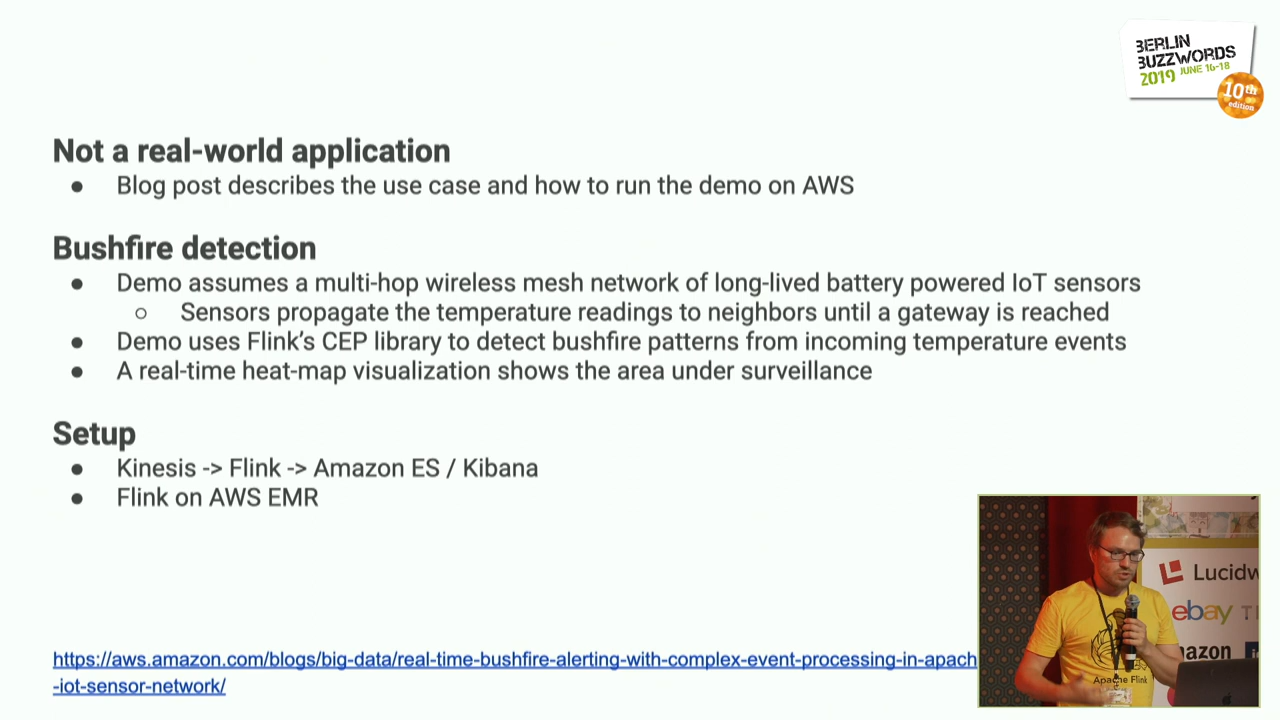 BERLIN
BUZZWORDS
2019 JUNE 16-18
10th
edition
Not a real-world application
● Blog post describes the use case and how to run the demo on AWS
Bushfire detection
● Demo assumes a multi-hop wireless mesh network of long-lived battery powered IoT sensors
○ Sensors propagate the temperature readings to neighbors until a gateway is reached
● Demo uses Flink’s CEP library to detect bushfire patterns from incoming temperature events
● A real-time heat-map visualization shows the area under surveillance
Setup
● Kinesis -> Flink -> Amazon ES / Kibana
● Flink on AWS EMR
https://aws.amazon.com/blogs/big-data/real-time-bushfire-alerting-with-complex-event-processing-in-apach
-iot-sensor-network/
Lucidw
ebay
mazon
Apache Flink